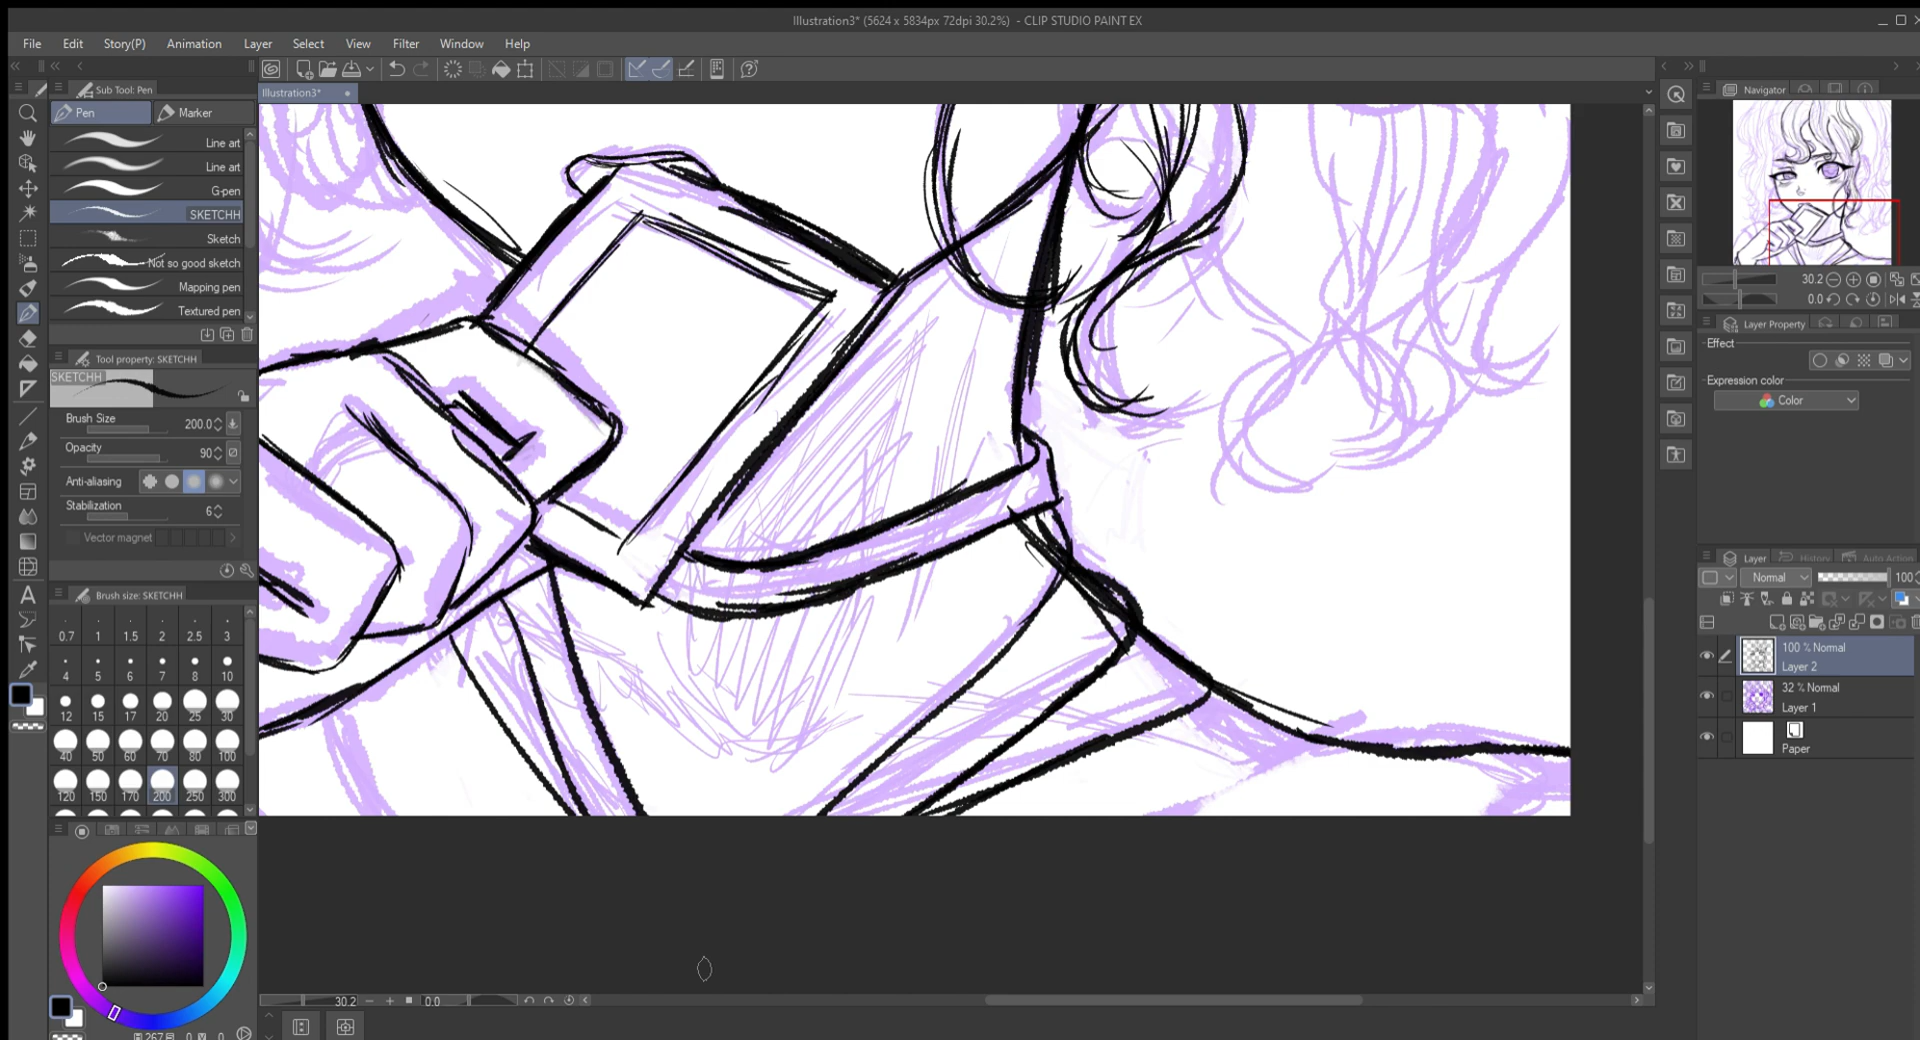 Illustration3* (5624 x 5834px 72dpi 30.2%) - CLIP STUDIO PAINT EX
File Edit Story(P) Animation Layer Select View Filter Window Help
Sub Tool: Pen
Illustration3*
Pen Marker
Line art
Line art
G-pen
SKETCHH
Sketch
Not so good sketch
Mapping pen
Textured pen
Tool property: SKETCHH
SKETCHH
Brush Size 200.0
Opacity 90
Anti-aliasing
Stabilization 6
Vector magnet
Brush size: SKETCHH
0.7 1 1.5 2 2.5 3
4 5 6 7 8 10
12 15 17 20 25 30
40 50 60 70 80 100
120 150 170 200 250 300
30.2 0.0
Navigator
30.2
0.0
Layer Property
Effect
Expression color
Color
Layer History Auto Action
Normal 100
100 % Normal
Layer 2
32 % Normal
Layer 1
Paper